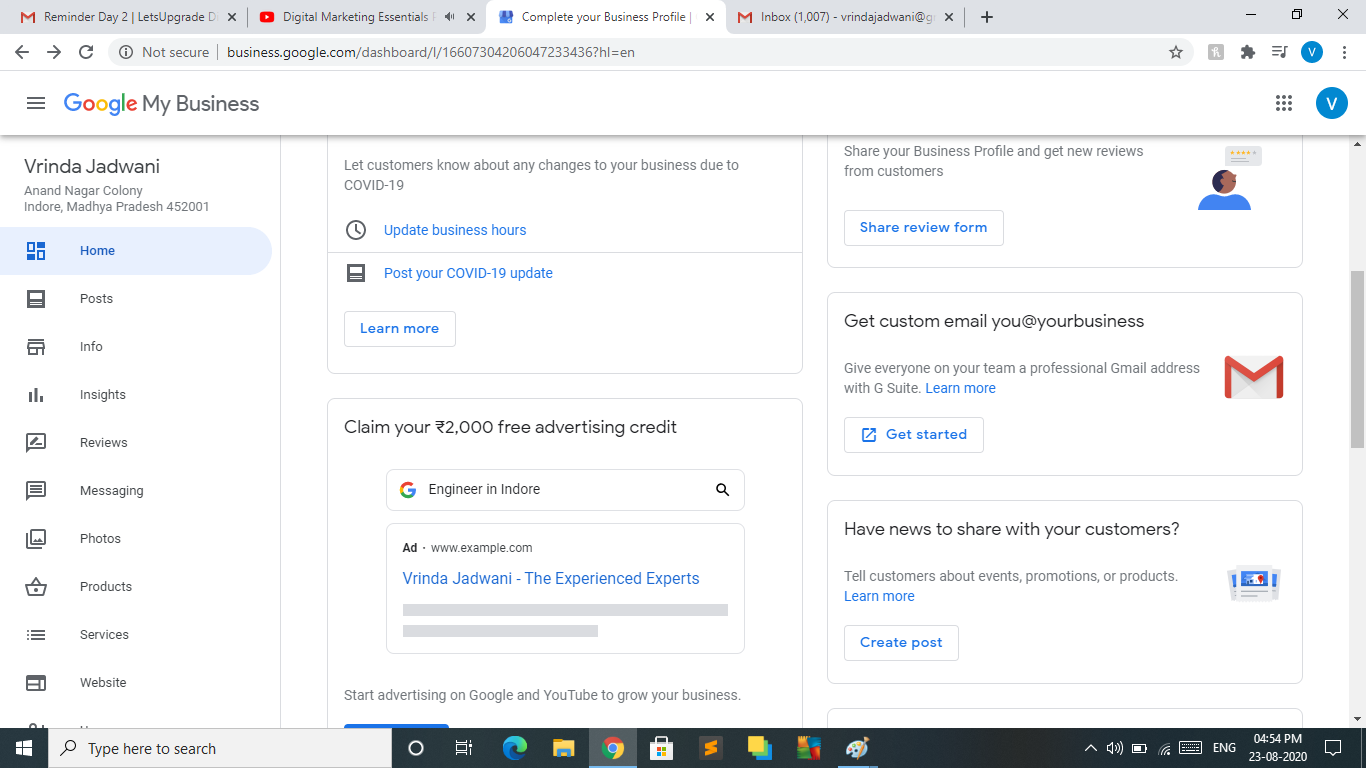 Reminder Day 2 | LetsUpgrade D
Digital Marketing Essentials
Complete your Business Profile |
Inbox (1,007) - vrindajadwani@g
Not secure
business.google.com/dashboard/l/16607304206047233436?hl=en
V
Google My Business
V
Vrinda Jadwani
Anand Nagar Colony
Indore, Madhya Pradesh 452001
Home
Posts
Info
Insights
Reviews
Messaging
Photos
Products
Services
Website
Let customers know about any changes to your business due to
COVID-19
Update business hours
Post your COVID-19 update
Learn more
Claim your ₹2,000 free advertising credit
Engineer in Indore
Ad · www.example.com
Vrinda Jadwani - The Experienced Experts
Start advertising on Google and YouTube to grow your business.
Share your Business Profile and get new reviews
from customers
Share review form
Get custom email you@yourbusiness
Give everyone on your team a professional Gmail address
with G Suite. Learn more
Get started
Have news to share with your customers?
Tell customers about events, promotions, or products.
Learn more
Create post
Type here to search
ENG
04:54 PM
23-08-2020